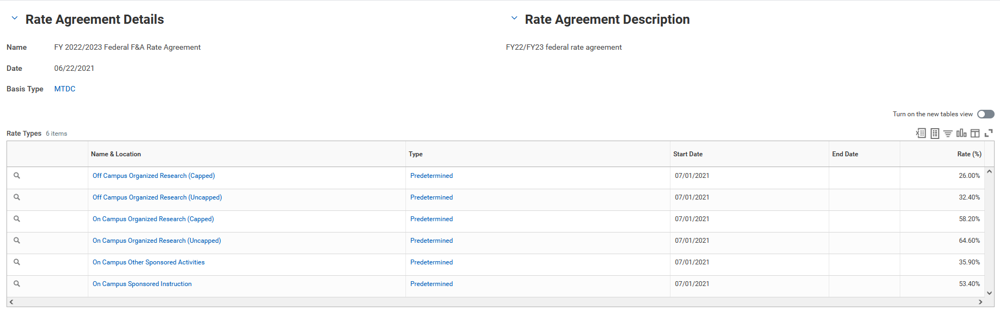 Rate Agreement Details
Rate Agreement Description
Name FY 2022/2023 Federal F&A Rate Agreement
FY22/FY23 federal rate agreement
Date 06/22/2021
Basis Type MTDC
Turn on the new tables view
Rate Types 6 items
Name & Location Type Start Date End Date Rate (%)
Off Campus Organized Research (Capped) Predetermined 07/01/2021 26.00%
Off Campus Organized Research (Uncapped) Predetermined 07/01/2021 32.40%
On Campus Organized Research (Capped) Predetermined 07/01/2021 58.20%
On Campus Organized Research (Uncapped) Predetermined 07/01/2021 64.60%
On Campus Other Sponsored Activities Predetermined 07/01/2021 35.90%
On Campus Sponsored Instruction Predetermined 07/01/2021 53.40%